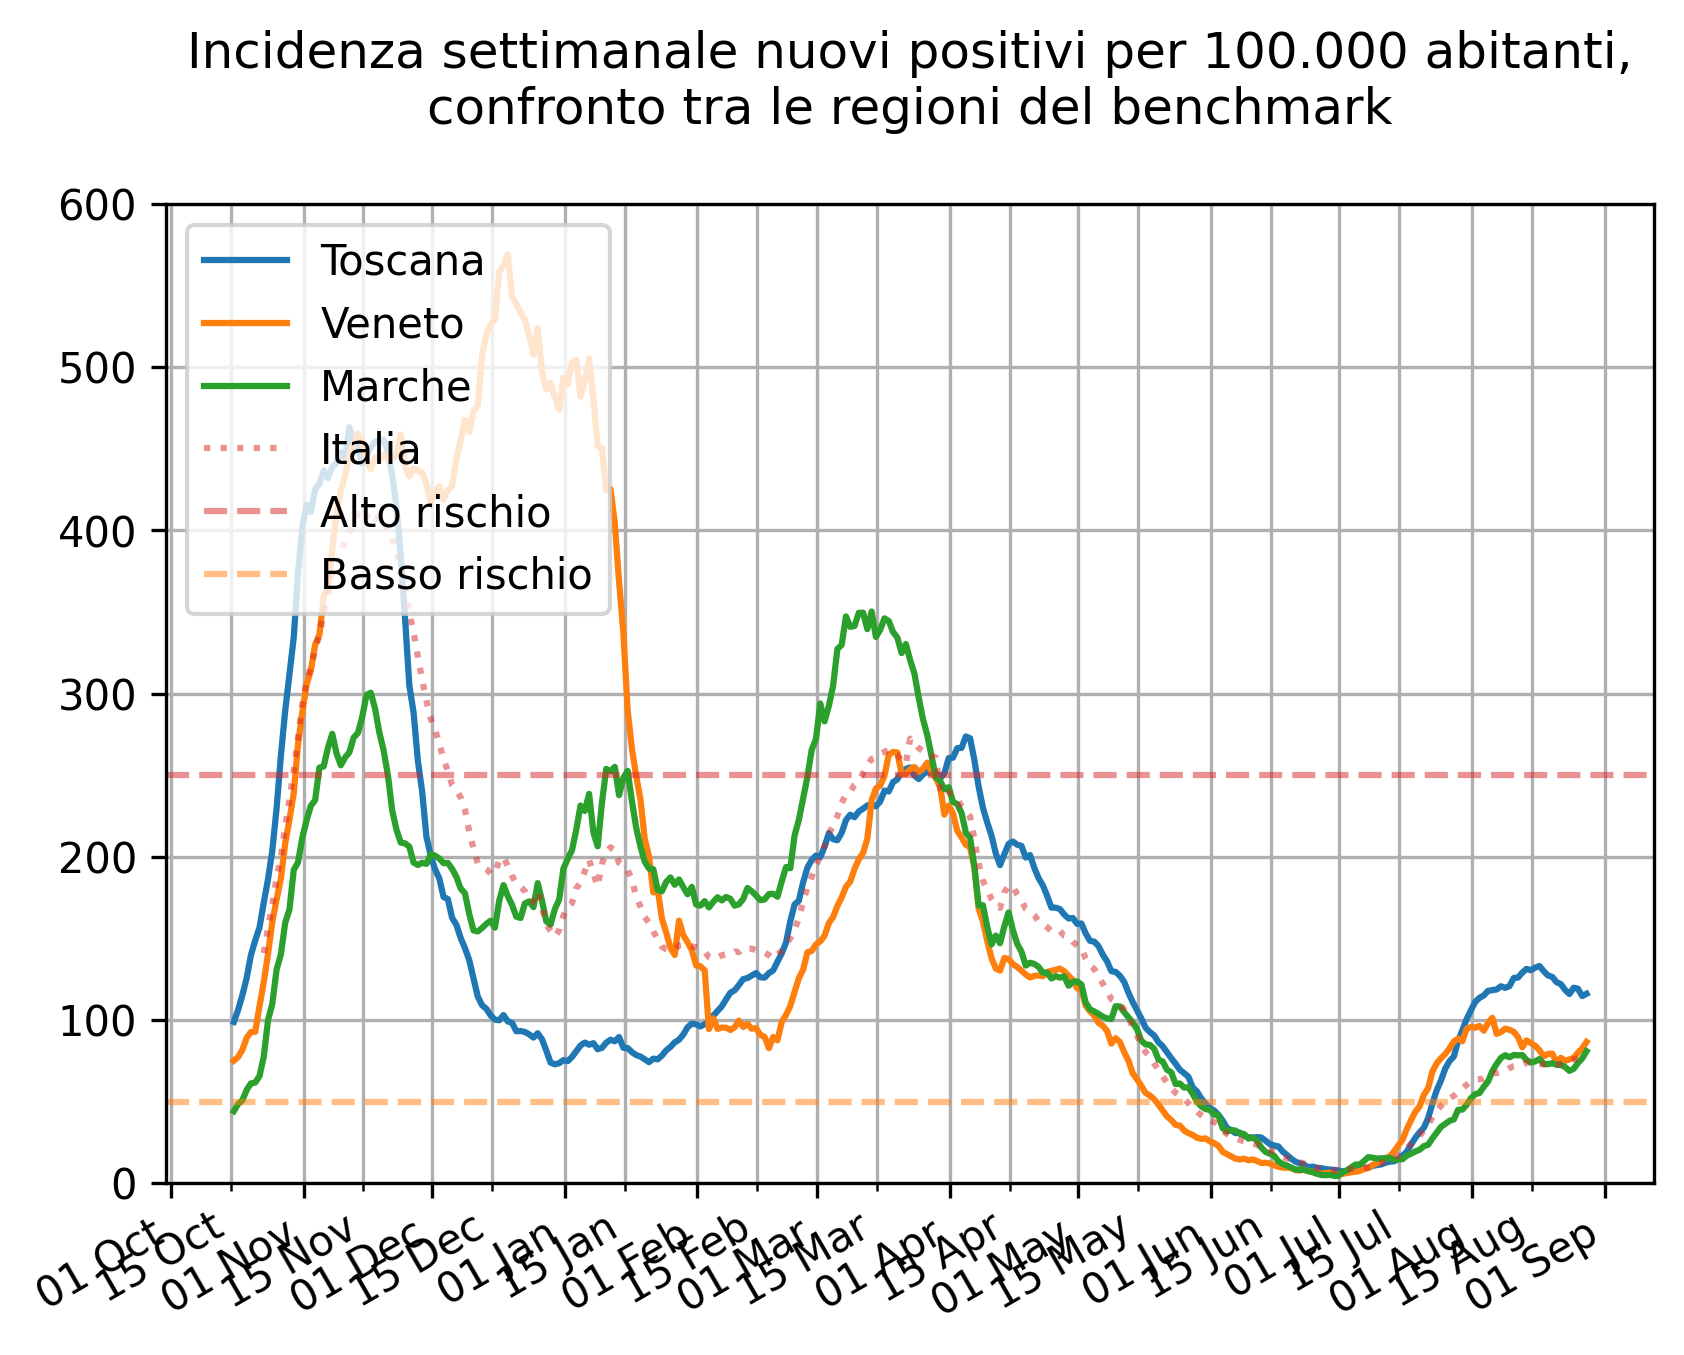 Incidenza settimanale nuovi positivi per 100.000 abitanti,
confronto tra le regioni del benchmark
600
500
400
300
200
100
0
Toscana
Veneto
Marche
Italia
Alto rischio
Basso rischio
01 Oct
15 Oct
01 Nov
15 Nov
01 Dec
15 Dec
01 Jan
15 Jan
01 Feb
15 Feb
01 Mar
15 Mar
01 Apr
15 Apr
01 May
15 May
01 Jun
15 Jun
01 Jul
15 Jul
01 Aug
15 Aug
01 Sep